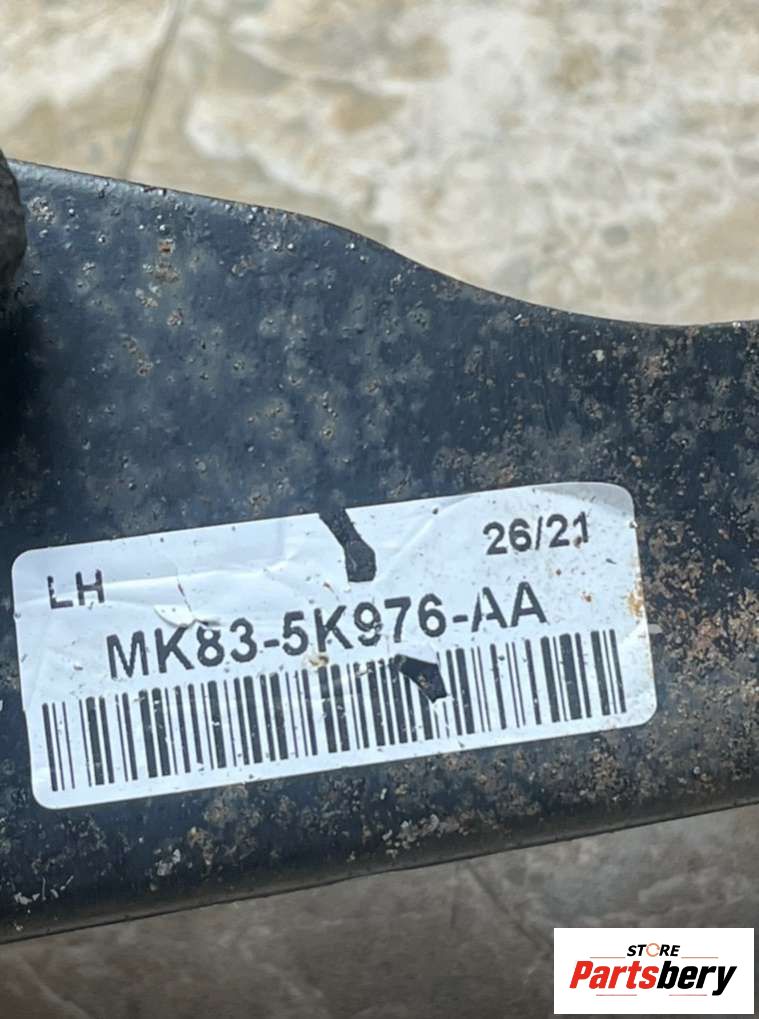 26/21
LH
MK83-5K976-AA
STORE
Partsbery